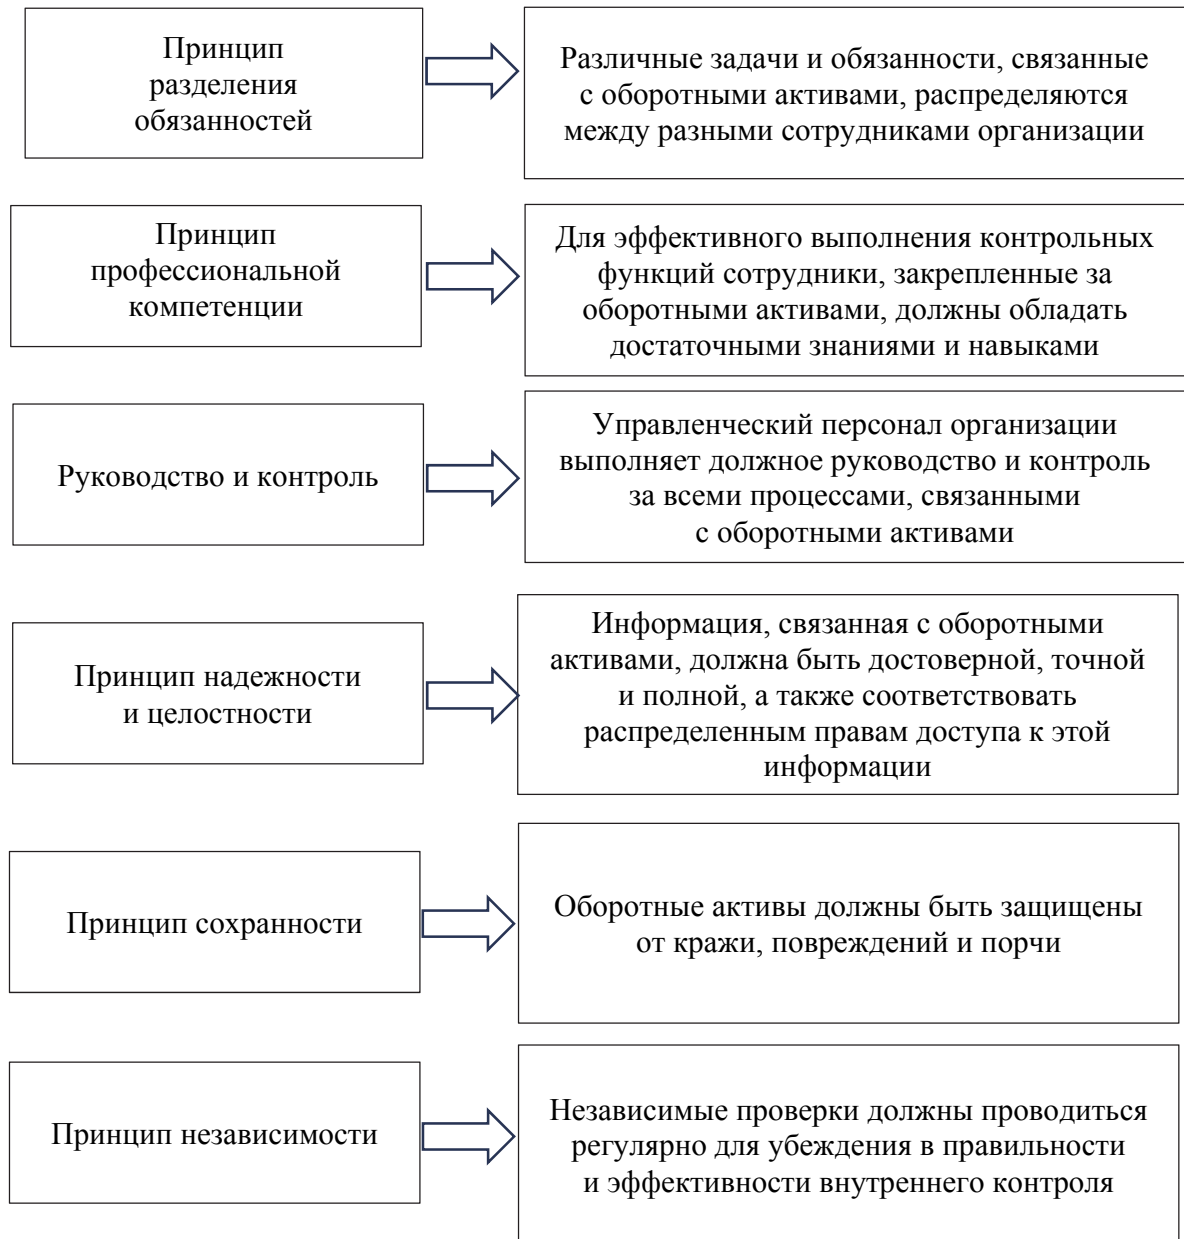 Принцип
разделения
обязанностей
Различные задачи и обязанности, связанные
с оборотными активами, распределяются
между разными сотрудниками организации
Принцип
профессиональной
компетенции
Для эффективного выполнения контрольных
функций сотрудники, закрепленные за
оборотными активами, должны обладать
достаточными знаниями и навыками
Руководство и контроль
Управленческий персонал организации
выполняет должное руководство и контроль
за всеми процессами, связанными
с оборотными активами
Принцип надежности
и целостности
Информация, связанная с оборотными
активами, должна быть достоверной, точной
и полной, а также соответствовать
распределенным правам доступа к этой
информации
Принцип сохранности
Оборотные активы должны быть защищены
от кражи, повреждений и порчи
Принцип независимости
Независимые проверки должны проводиться
регулярно для убеждения в правильности
и эффективности внутреннего контроля